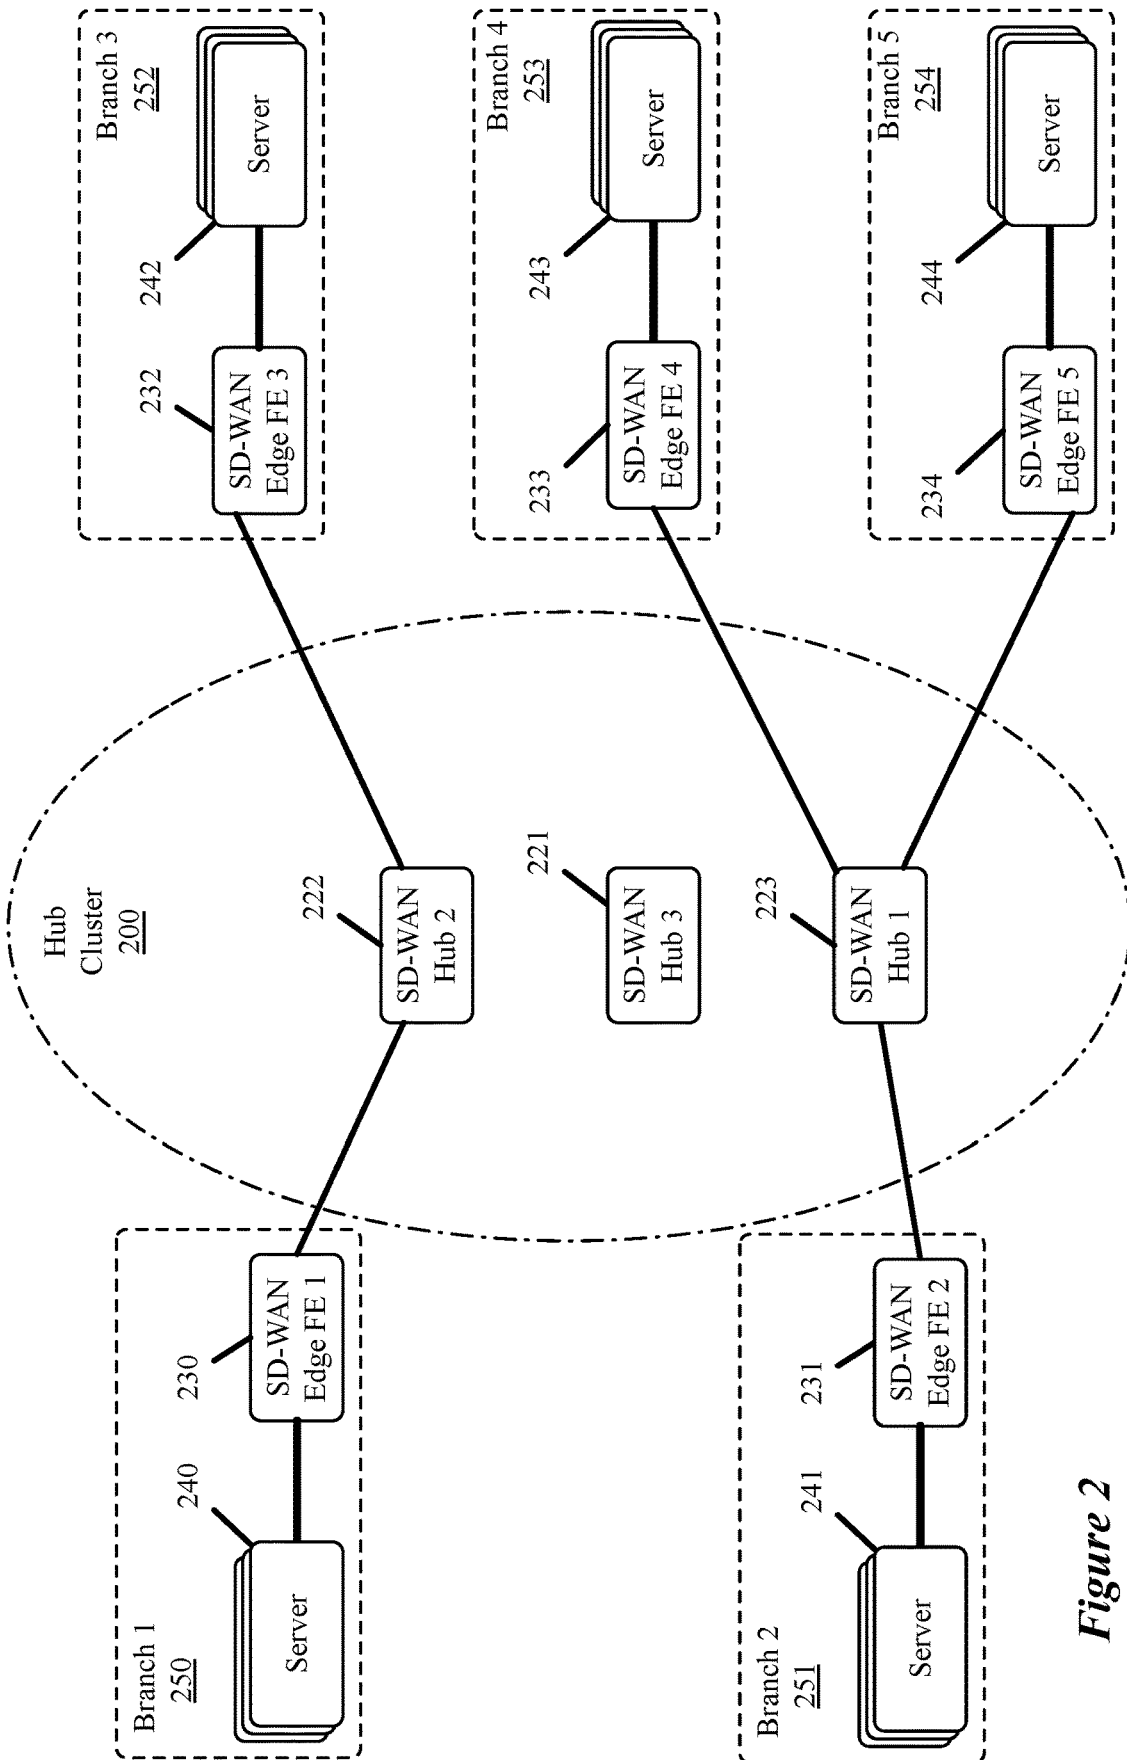 Branch 1
250
240
Server
230
SD-WAN
Edge FE 1
Branch 2
251
241
Server
231
SD-WAN
Edge FE 2
Hub
Cluster
200
222
SD-WAN
Hub 2
221
SD-WAN
Hub 3
223
SD-WAN
Hub 1
Branch 3
252
232
SD-WAN
Edge FE 3
242
Server
Branch 4
253
233
SD-WAN
Edge FE 4
243
Server
Branch 5
254
234
SD-WAN
Edge FE 5
244
Server
Figure 2